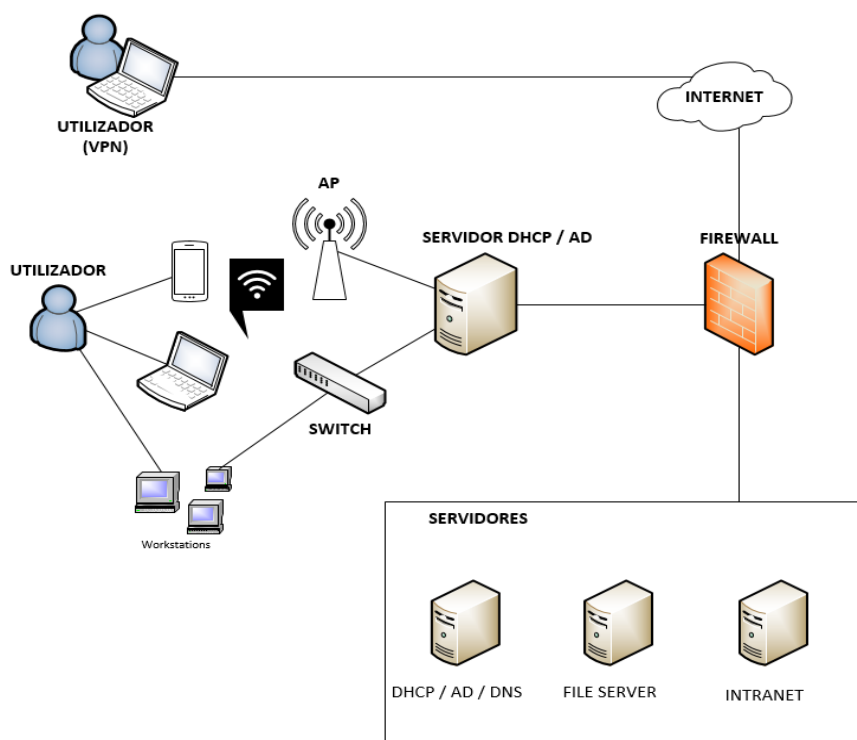 UTILIZADOR
(VPN)
INTERNET
AP
SERVIDOR DHCP / AD
FIREWALL
UTILIZADOR
SWITCH
Workstations
SERVIDORES
DHCP / AD / DNS
FILE SERVER
INTRANET